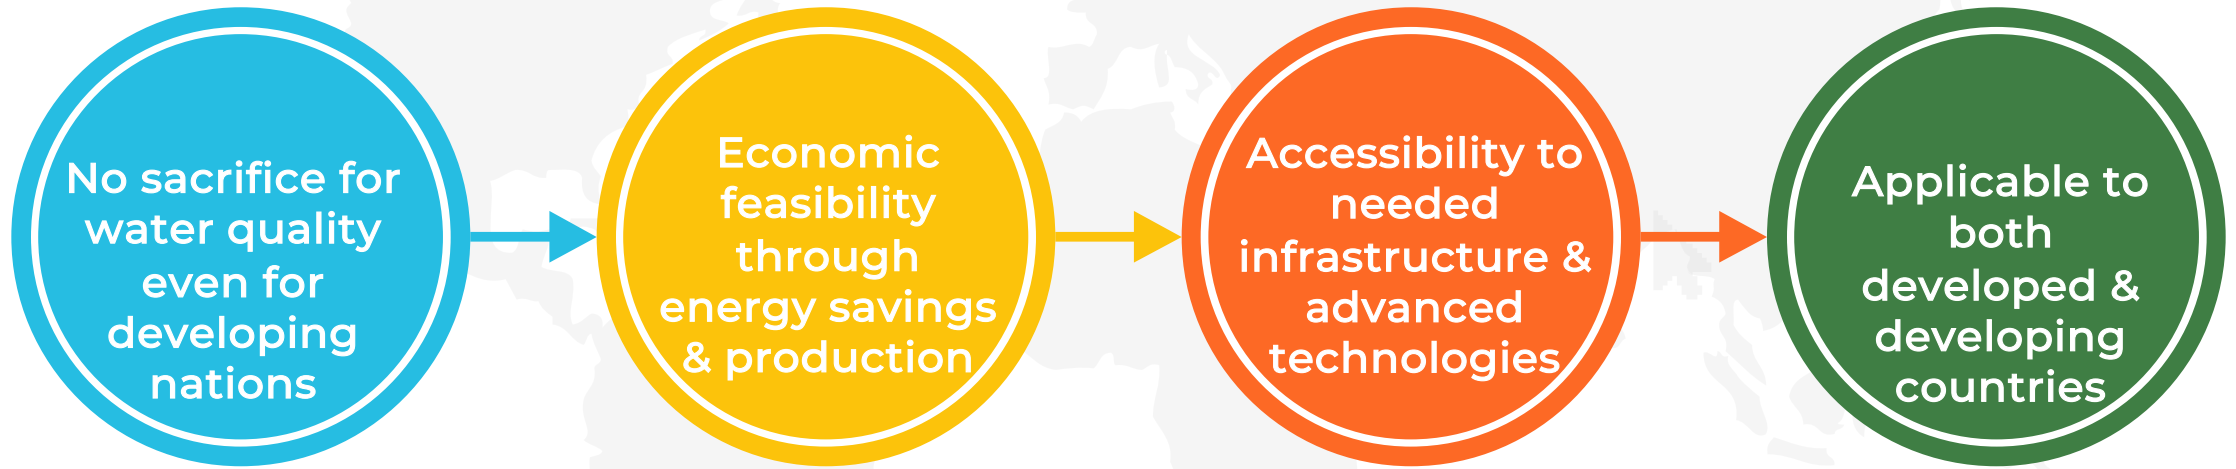 No sacrifice for
water quality
even for
developing
nations
Economic
feasibility
through
energy savings
& production
Accessibility to
needed
infrastructure &
advanced
technologies
Applicable to
both
developed &
developing
countries